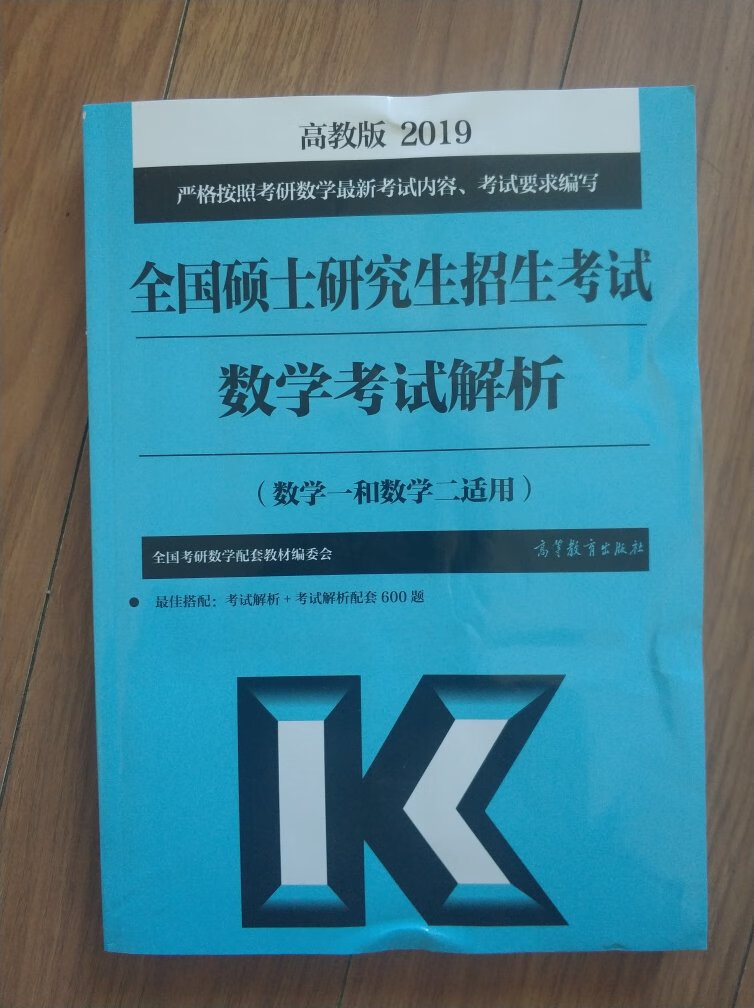 高教版 2019
严格按照考研数学最新考试内容、考试要求编写
全国硕士研究生招生考试
数学考试解析
（数学一和数学二适用）
全国考研数学配套教材编委会
高等教育出版社
● 最佳搭配：考试解析 + 考试解析配套 600 题
K